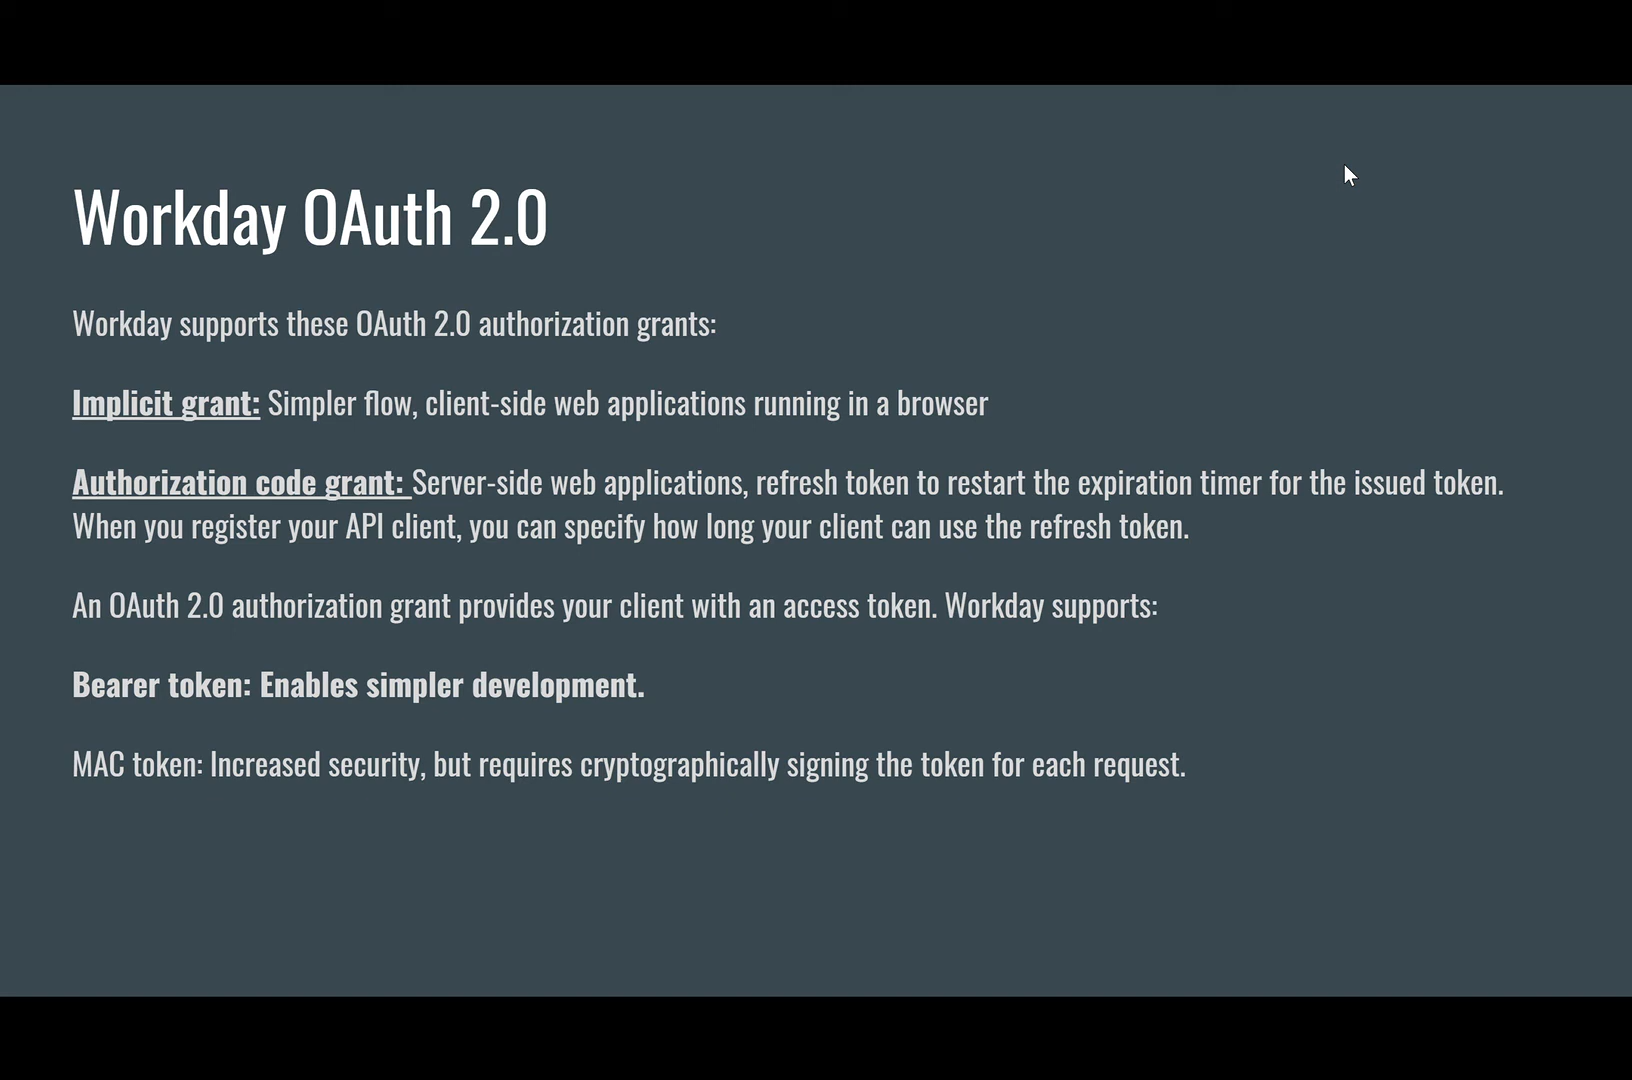 Workday OAuth 2.0
Workday supports these OAuth 2.0 authorization grants:
Implicit grant: Simpler flow, client-side web applications running in a browser
Authorization code grant: Server-side web applications, refresh token to restart the expiration timer for the issued token.
When you register your API client, you can specify how long your client can use the refresh token.
An OAuth 2.0 authorization grant provides your client with an access token. Workday supports:
Bearer token: Enables simpler development.
MAC token: Increased security, but requires cryptographically signing the token for each request.